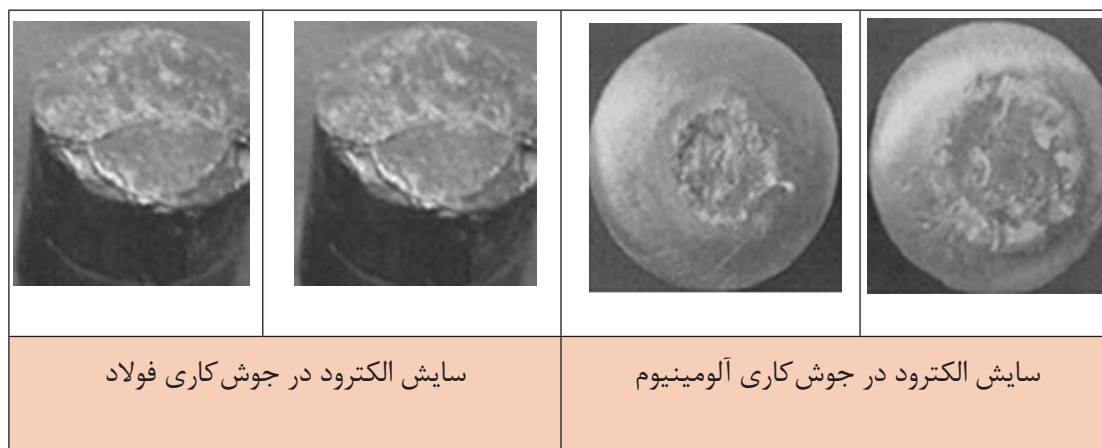 سایش الکترود در جوش‌کاری آلومینیوم
سایش الکترود در جوش‌کاری فولاد